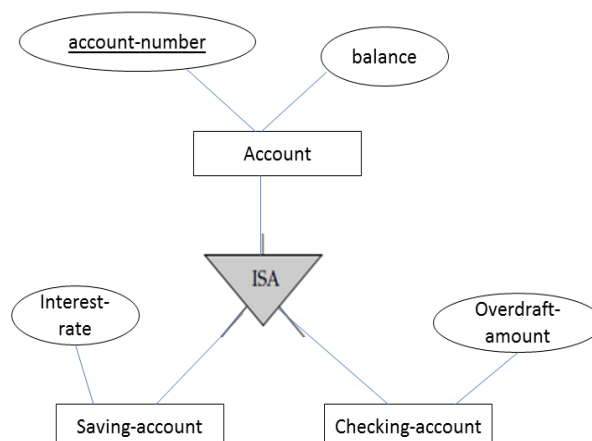 account-number
balance
Account
ISA
Interest-
rate
Overdraft-
amount
Saving-account
Checking-account